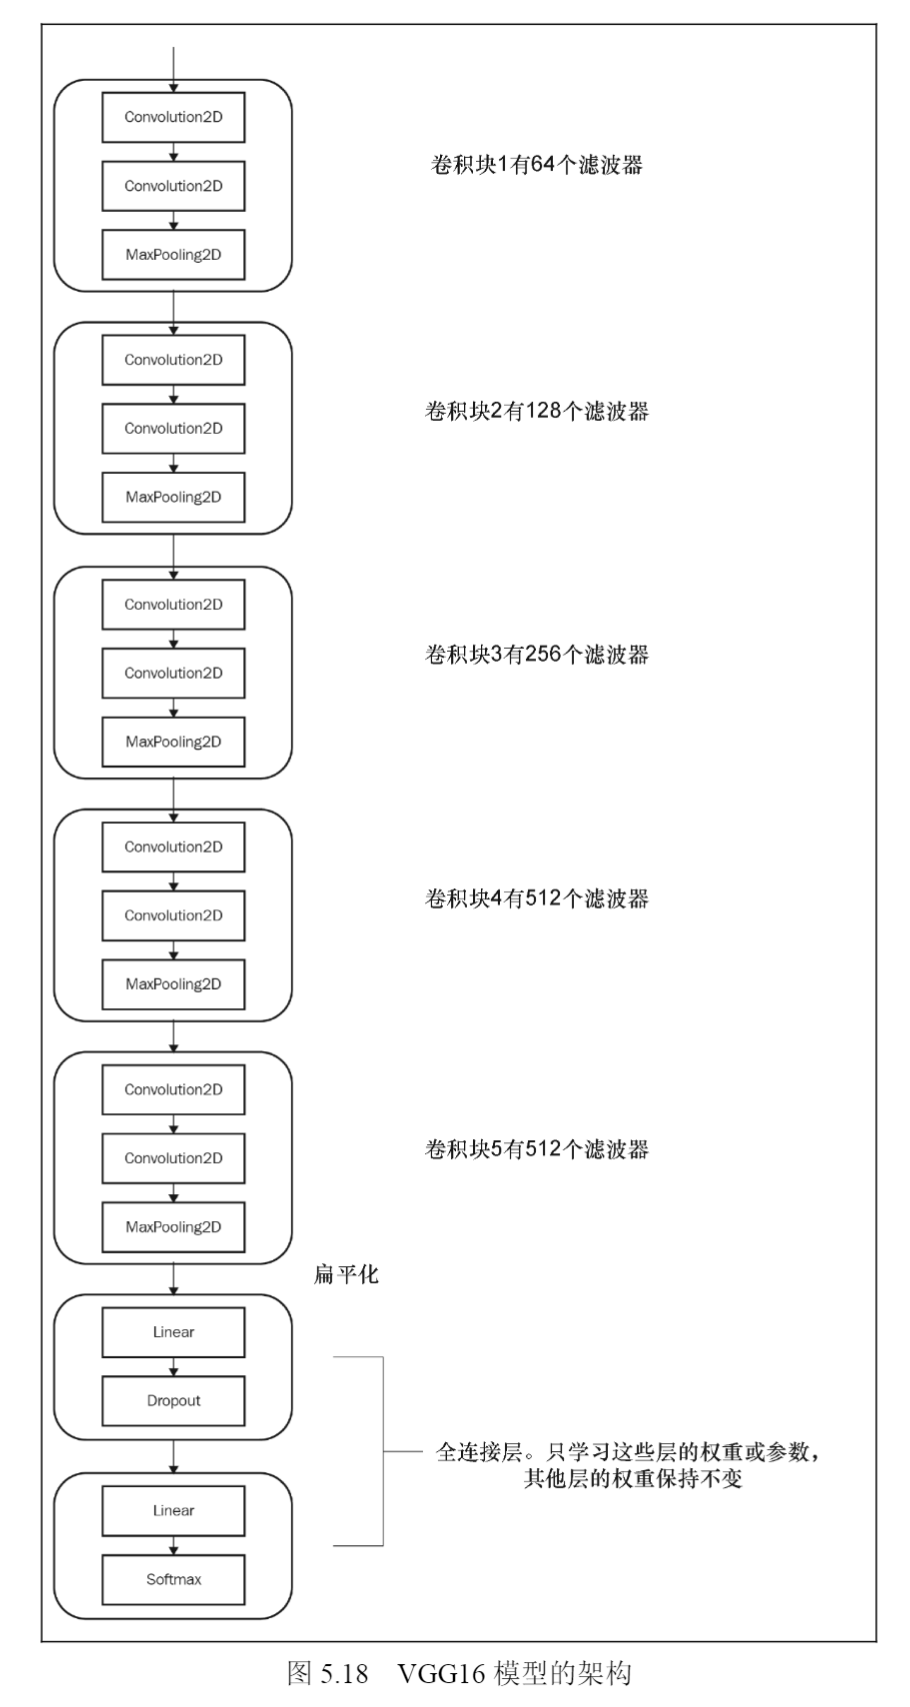 Convolution2D
Convolution2D
MaxPooling2D
卷积块1有64个滤波器
Convolution2D
Convolution2D
MaxPooling2D
卷积块2有128个滤波器
Convolution2D
Convolution2D
MaxPooling2D
卷积块3有256个滤波器
Convolution2D
Convolution2D
MaxPooling2D
卷积块4有512个滤波器
Convolution2D
Convolution2D
MaxPooling2D
卷积块5有512个滤波器
扁平化
Linear
Dropout
全连接层。只学习这些层的权重或参数，
其他层的权重保持不变
Linear
Softmax
图 5.18 VGG16 模型的架构